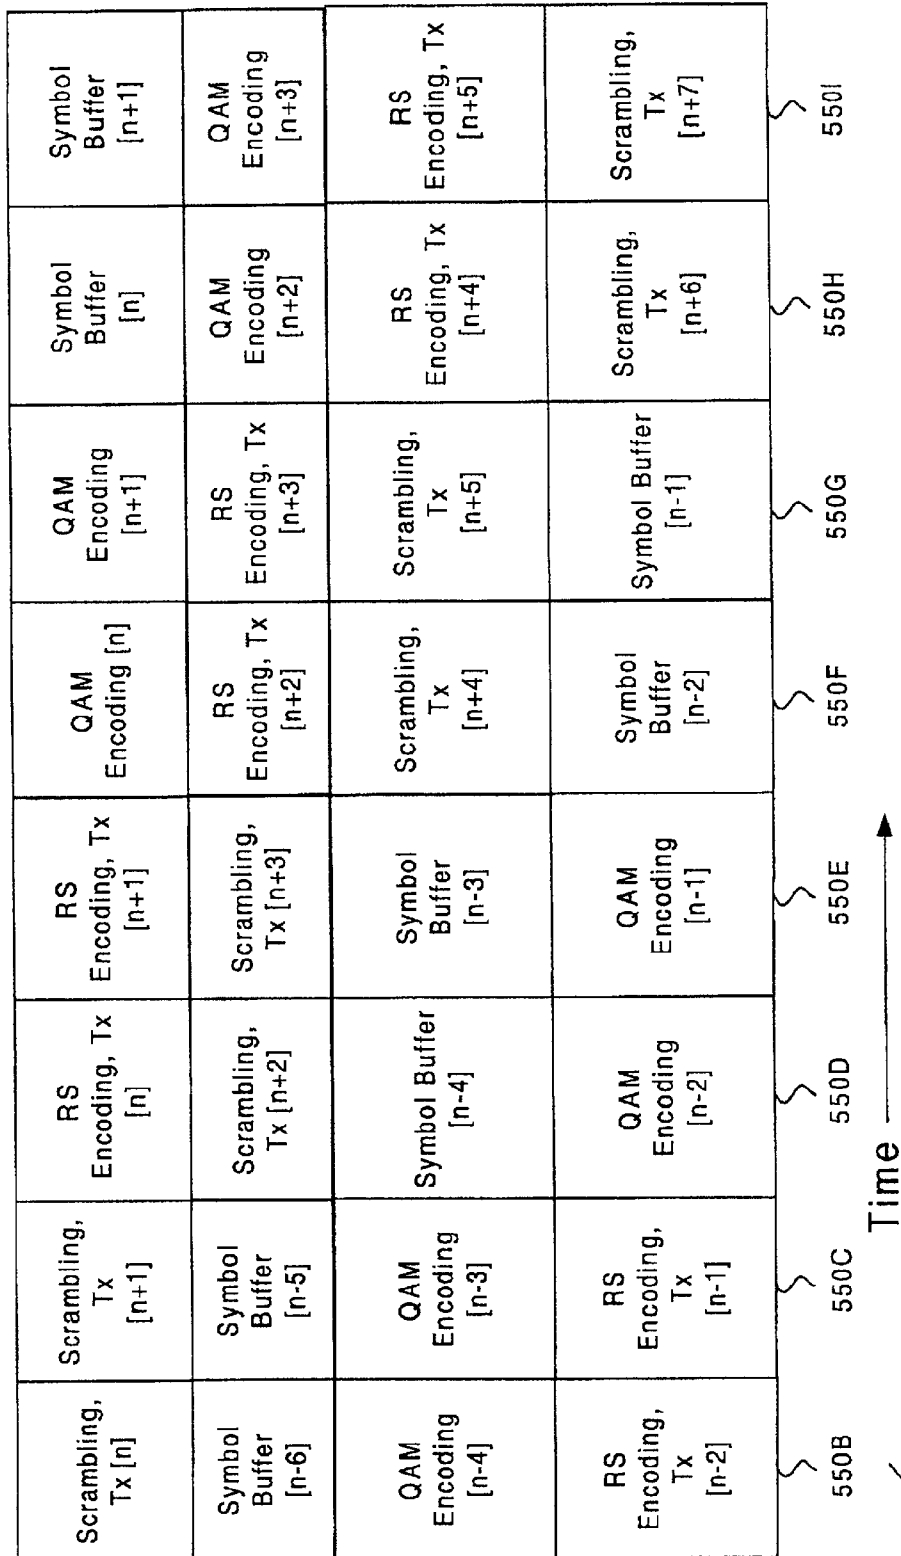 Scrambling,
Tx [n]
Scrambling,
Tx
[n+1]
RS
Encoding, Tx
[n]
RS
Encoding, Tx
[n+1]
QAM
Encoding [n]
QAM
Encoding
[n+1]
Symbol
Buffer
[n]
Symbol
Buffer
[n+1]
Symbol
Buffer
[n-6]
Symbol
Buffer
[n-5]
Scrambling,
Tx [n+2]
Scrambling,
Tx [n+3]
RS
Encoding, Tx
[n+2]
RS
Encoding, Tx
[n+3]
QAM
Encoding
[n+2]
QAM
Encoding
[n+3]
QAM
Encoding
[n-4]
QAM
Encoding
[n-3]
Symbol Buffer
[n-4]
Symbol
Buffer
[n-3]
Scrambling,
Tx
[n+4]
Scrambling,
Tx
[n+5]
RS
Encoding, Tx
[n+4]
RS
Encoding, Tx
[n+5]
RS
Encoding,
Tx
[n-2]
RS
Encoding,
Tx
[n-1]
QAM
Encoding
[n-2]
QAM
Encoding
[n-1]
Symbol
Buffer
[n-2]
Symbol Buffer
[n-1]
Scrambling,
Tx
[n+6]
Scrambling,
Tx
[n+7]
550B
550C
550D
550E
550F
550G
550H
550I
Time